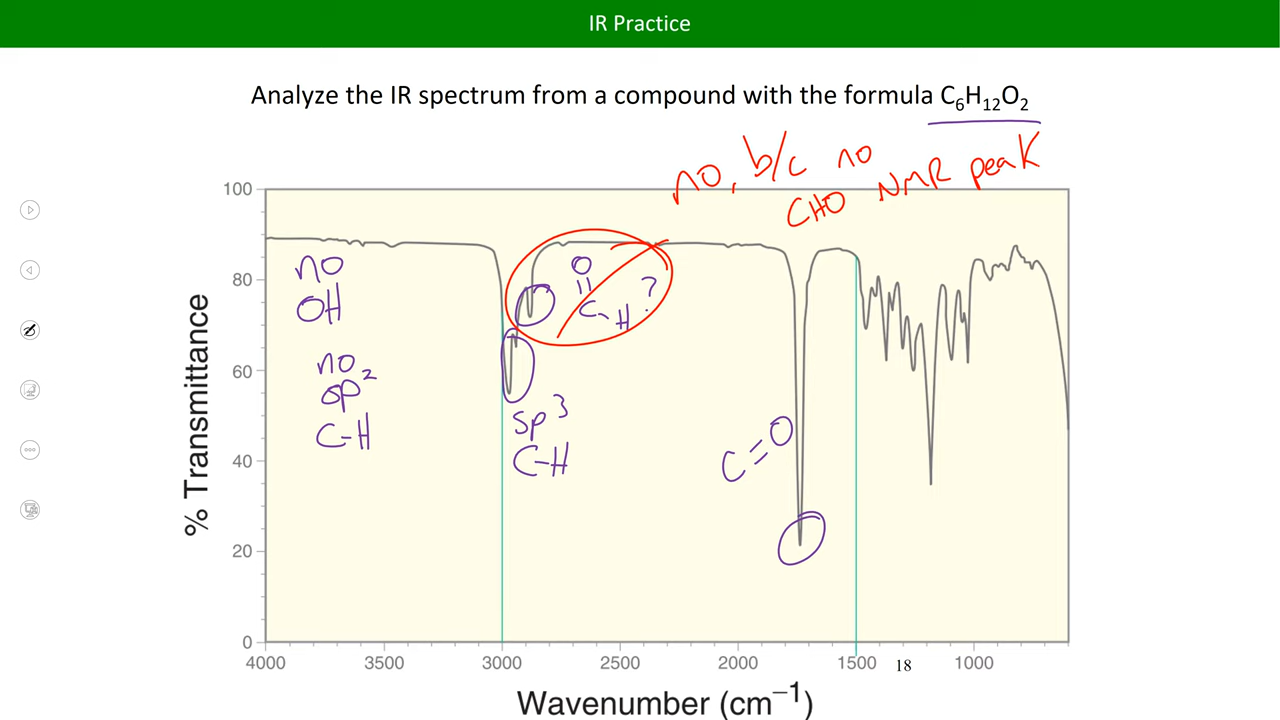 IR Practice
Analyze the IR spectrum from a compound with the formula C₆H₁₂O₂
no, b/c no
CHO NMR peak
100
80
60
40
20
0
% Transmittance
no
OH
no
sp²
C-H
O
C-H ?
sp³
C-H
C=O
4000 3500 3000 2500 2000 1500 18 1000
Wavenumber (cm⁻¹)